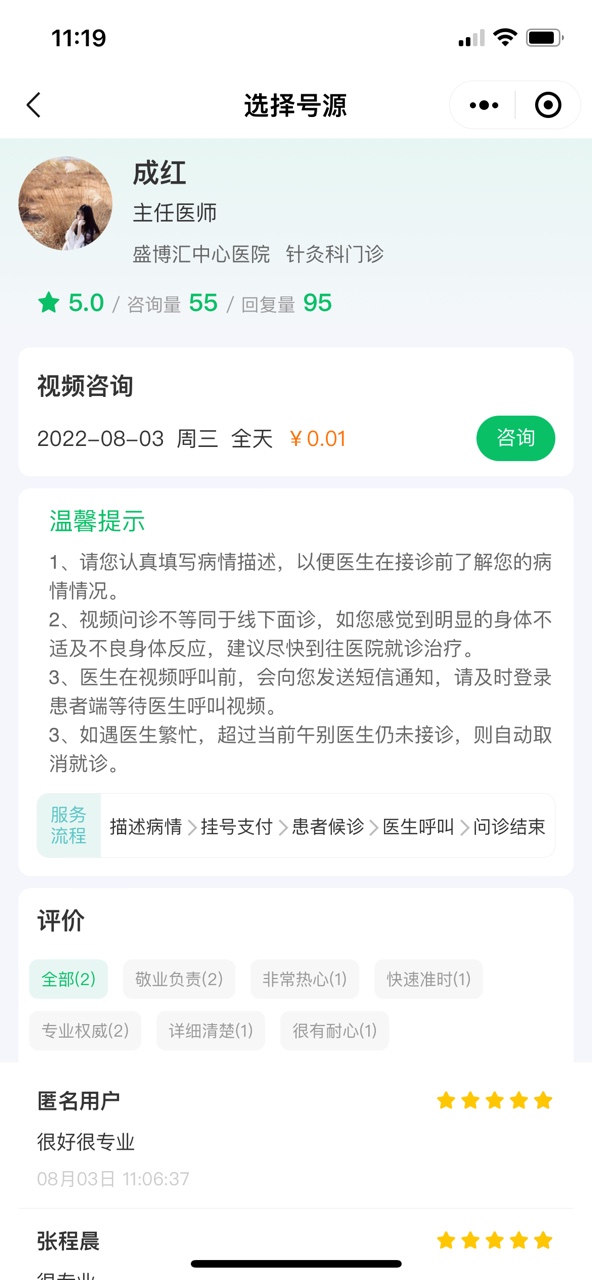 11:19
选择号源
成红
主任医师
盛博汇中心医院 针灸科门诊
5.0 / 咨询量 55 / 回复量 95
视频咨询
2022-08-03 周三 全天 ￥0.01
咨询
温馨提示
1、请您认真填写病情描述，以便医生在接诊前了解您的病
情情况。
2、视频问诊不等同于线下面诊，如您感觉到明显的身体不
适及不良身体反应，建议尽快到往医院就诊治疗。
3、医生在视频呼叫前，会向您发送短信通知，请及时登录
患者端等待医生呼叫视频。
3、如遇医生繁忙，超过当前午别医生仍未接诊，则自动取
消就诊。
服务
流程
描述病情 > 挂号支付 > 患者候诊 > 医生呼叫 > 问诊结束
评价
全部(2) 敬业负责(2) 非常热心(1) 快速准时(1)
专业权威(2) 详细清楚(1) 很有耐心(1)
匿名用户
很好很专业
08月03日 11:06:37
张程晨
很专业